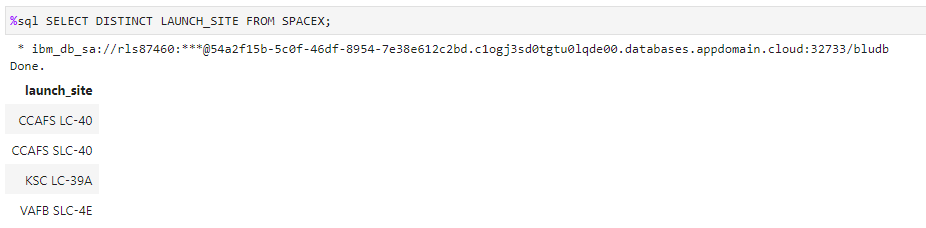 %sql SELECT DISTINCT LAUNCH_SITE FROM SPACEX;
* ibm_db_sa://rls87460:***@54a2f15b-5c0f-46df-8954-7e38e612c2bd.c1ogj3sd0tgtu0lqde00.databases.appdomain.cloud:32733/bludb
Done.
launch_site
CCAFS LC-40
CCAFS SLC-40
KSC LC-39A
VAFB SLC-4E